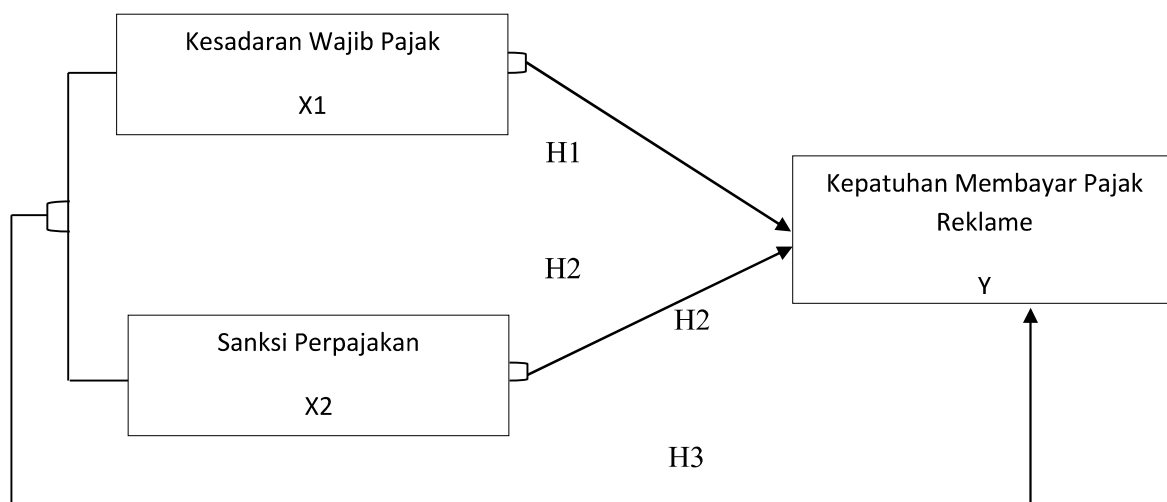 Kesadaran Wajib Pajak
X1
H1
Kepatuhan Membayar Pajak
Reklame
Y
H2
H2
Sanksi Perpajakan
X2
H3